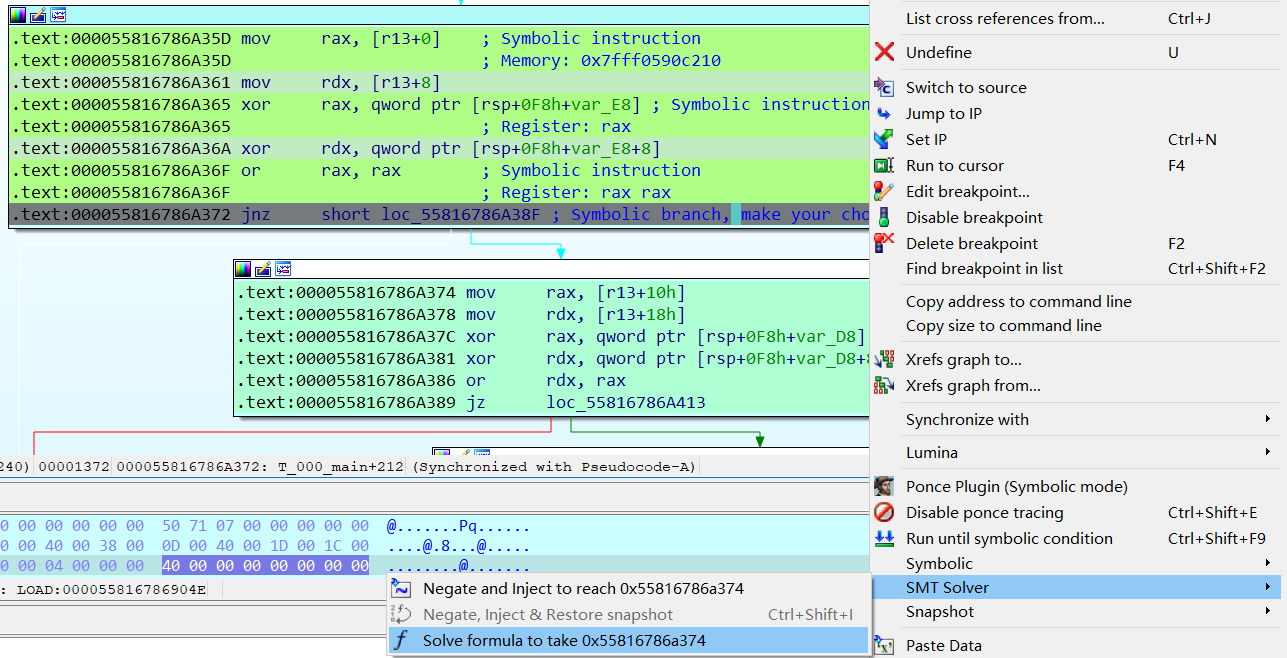 .text:000055816786A35D mov rax, [r13+0] ; Symbolic instruction
.text:000055816786A35D ; Memory: 0x7fff0590c210
.text:000055816786A361 mov rdx, [r13+8]
.text:000055816786A365 xor rax, qword ptr [rsp+0F8h+var_E8] ; Symbolic instruction
.text:000055816786A365 ; Register: rax
.text:000055816786A36A xor rdx, qword ptr [rsp+0F8h+var_E8+8]
.text:000055816786A36F or rax, rax ; Symbolic instruction
.text:000055816786A36F ; Register: rax rax
.text:000055816786A372 jnz short loc_55816786A38F ; Symbolic branch, make your cho
.text:000055816786A374 mov rax, [r13+10h]
.text:000055816786A378 mov rdx, [r13+18h]
.text:000055816786A37C xor rax, qword ptr [rsp+0F8h+var_D8]
.text:000055816786A381 xor rdx, qword ptr [rsp+0F8h+var_D8+
.text:000055816786A386 or rdx, rax
.text:000055816786A389 jz loc_55816786A413
240) 00001372 000055816786A372: T_000_main+212 (Synchronized with Pseudocode-A)
0 00 00 00 00 00 50 71 07 00 00 00 00 00 @.......Pq......
0 00 40 00 38 00 0D 00 40 00 1D 00 1C 00 ....@.8...@.....
0 00 04 00 00 00 40 00 00 00 00 00 00 00 ........@.......
: LOAD:000055816786904E
Negate and Inject to reach 0x55816786a374
Negate, Inject & Restore snapshot Ctrl+Shift+I
Solve formula to take 0x55816786a374
List cross references from... Ctrl+J
Undefine U
Switch to source
Jump to IP
Set IP Ctrl+N
Run to cursor F4
Edit breakpoint...
Disable breakpoint
Delete breakpoint F2
Find breakpoint in list Ctrl+Shift+F2
Copy address to command line
Copy size to command line
Xrefs graph to...
Xrefs graph from...
Synchronize with
Lumina
Ponce Plugin (Symbolic mode)
Disable ponce tracing Ctrl+Shift+E
Run until symbolic condition Ctrl+Shift+F9
Symbolic
SMT Solver
Snapshot
Paste Data